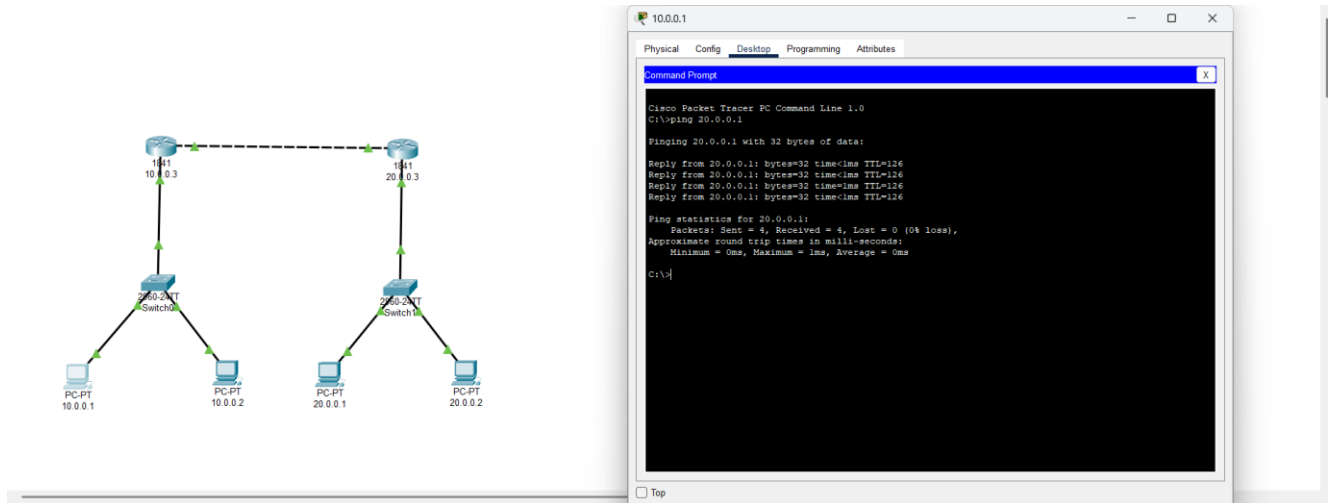 1841
10.0.0.3
1841
20.0.0.3
2960-24TT
Switch0
2960-24TT
Switch1
PC-PT
10.0.0.1
PC-PT
10.0.0.2
PC-PT
20.0.0.1
PC-PT
20.0.0.2
10.0.0.1
Physical Config Desktop Programming Attributes
Command Prompt
X
Cisco Packet Tracer PC Command Line 1.0
C:\>ping 20.0.0.1
Pinging 20.0.0.1 with 32 bytes of data:
Reply from 20.0.0.1: bytes=32 time<1ms TTL=126
Reply from 20.0.0.1: bytes=32 time<1ms TTL=126
Reply from 20.0.0.1: bytes=32 time=1ms TTL=126
Reply from 20.0.0.1: bytes=32 time<1ms TTL=126
Ping statistics for 20.0.0.1:
Packets: Sent = 4, Received = 4, Lost = 0 (0% loss),
Approximate round trip times in milli-seconds:
Minimum = 0ms, Maximum = 1ms, Average = 0ms
C:\>
Top